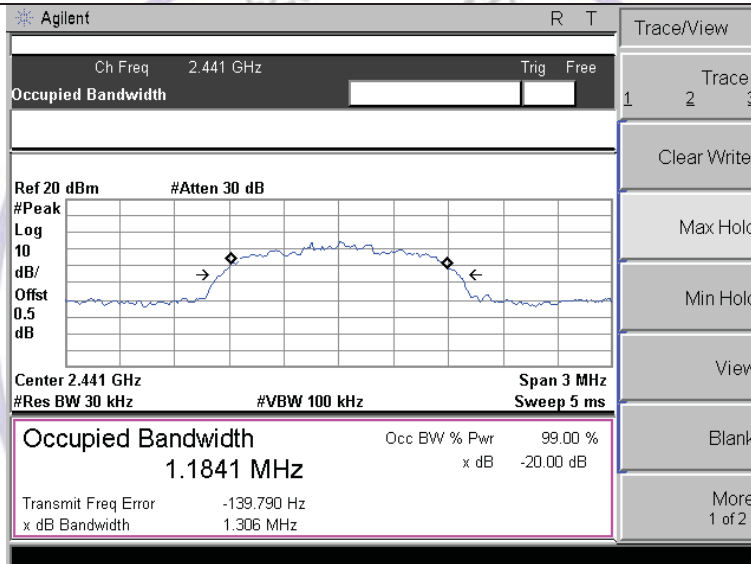 Agilent R T
Trace/View
Ch Freq 2.441 GHz Trig Free
Occupied Bandwidth
Trace
1 2 3
Clear Write
Ref 20 dBm #Atten 30 dB
#Peak
Log
10
dB/
Offst
0.5
dB
Max Hold
Min Hold
Center 2.441 GHz Span 3 MHz
#Res BW 30 kHz #VBW 100 kHz Sweep 5 ms
View
Occupied Bandwidth Occ BW % Pwr 99.00 %
1.1841 MHz x dB -20.00 dB
Blank
Transmit Freq Error -139.790 Hz
x dB Bandwidth 1.306 MHz
More
1 of 2